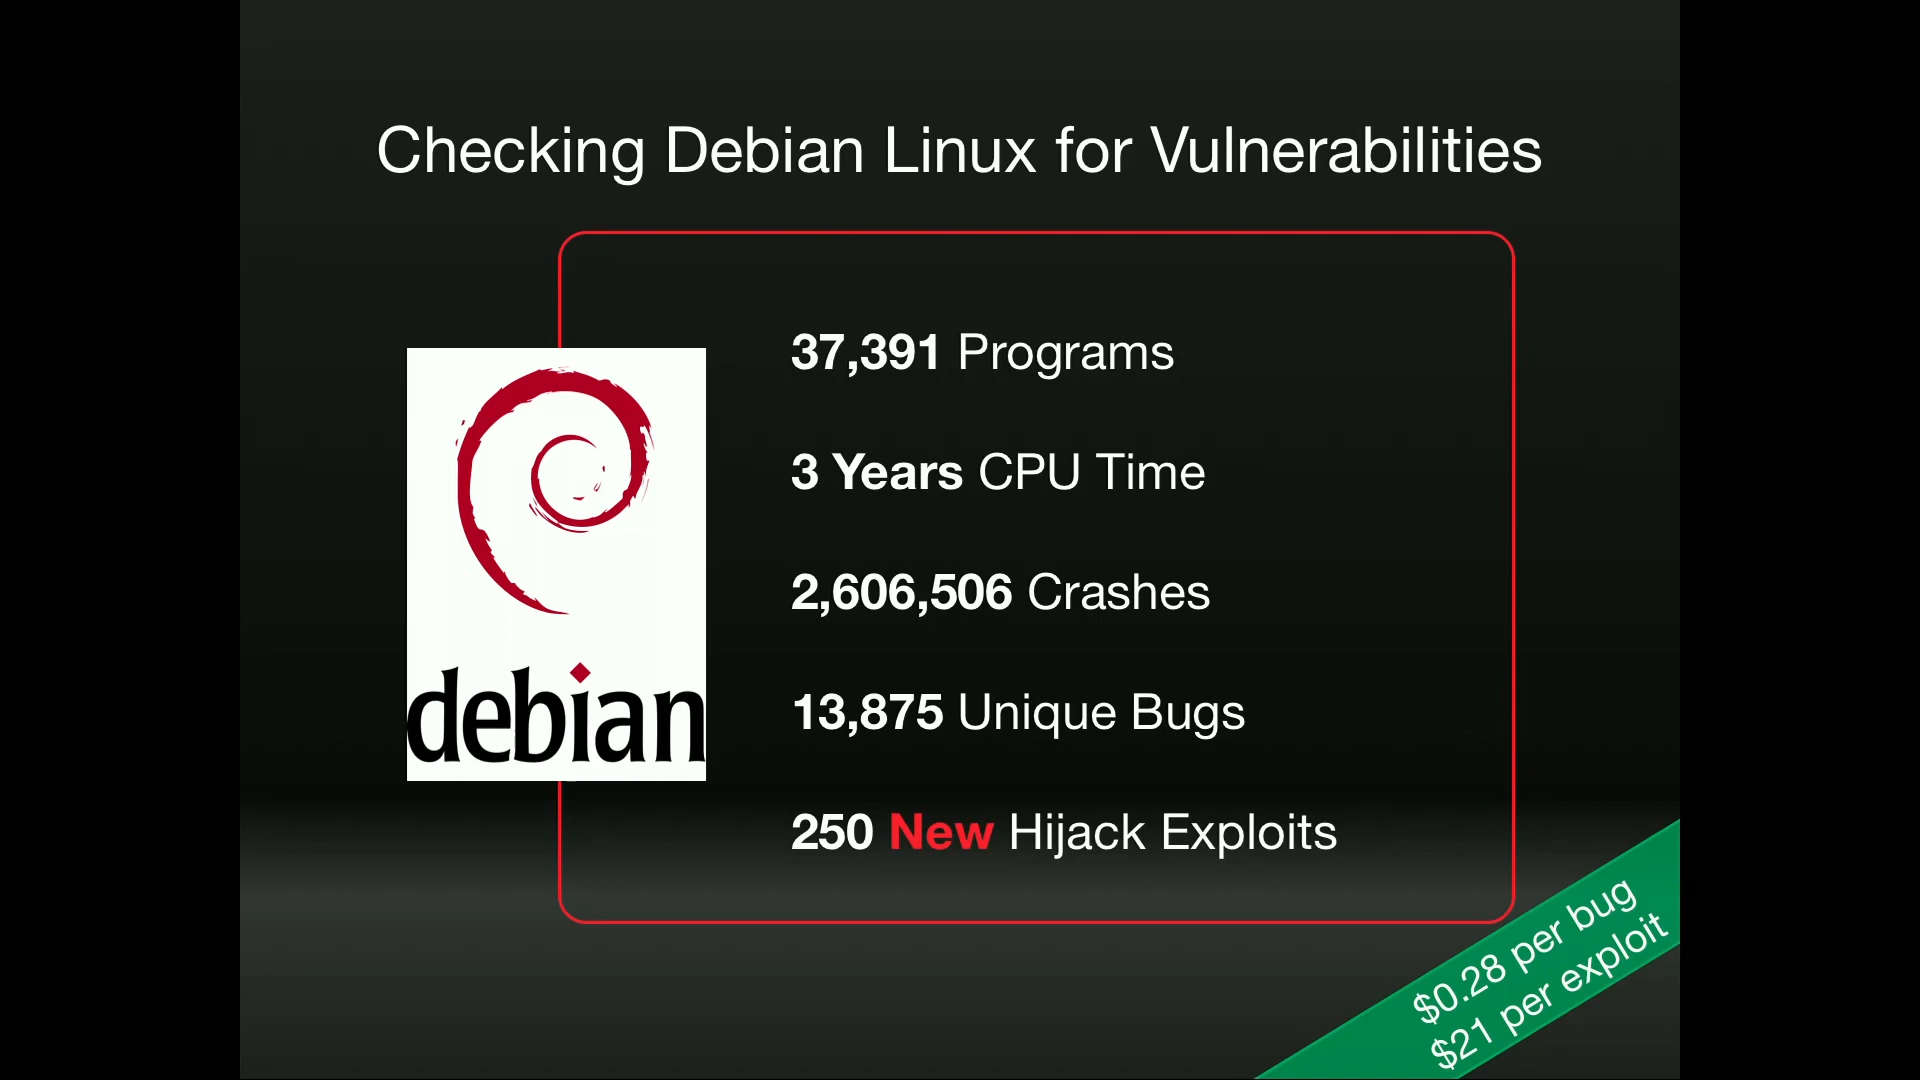 Checking Debian Linux for Vulnerabilities
37,391 Programs
3 Years CPU Time
2,606,506 Crashes
13,875 Unique Bugs
250 New Hijack Exploits
debian
$0.28 per bug
$21 per exploit